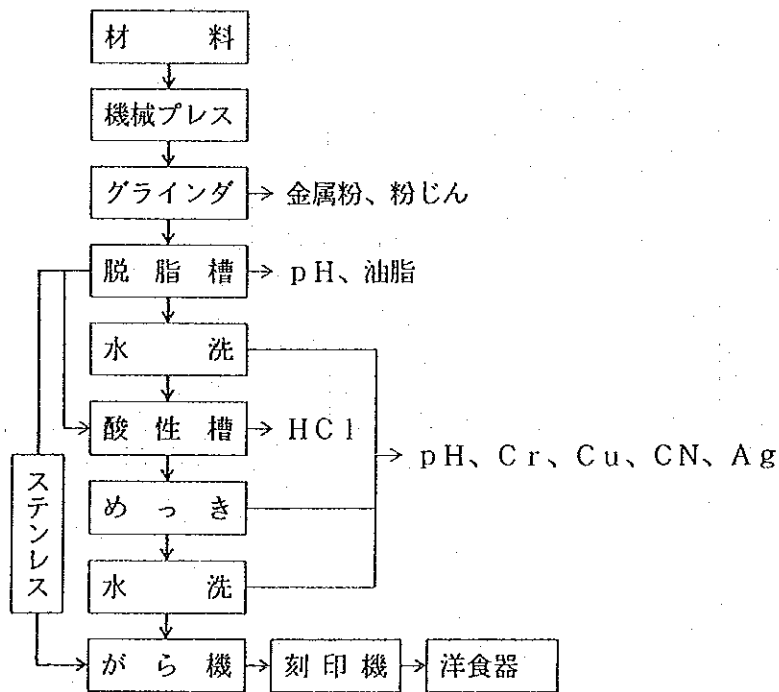 材料
機械プレス
グラインダ
金属粉、粉じん
脱脂槽
pH、油脂
水洗
酸性槽
HCl
pH、Cr、Cu、CN、Ag
めっき
ステンレス
水洗
がら機
刻印機
洋食器